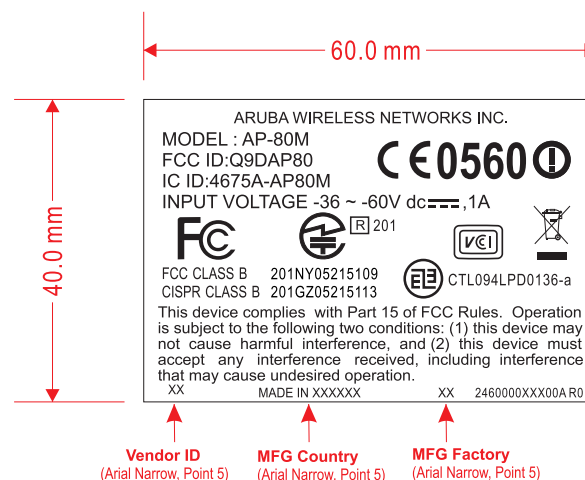 60.0 mm
40.0 mm
ARUBA WIRELESS NETWORKS INC.
MODEL : AP-80M
FCC ID:Q9DAP80
IC ID:4675A-AP80M
CE0560
INPUT VOLTAGE -36 ~ -60V dc ,1A
FC
R 201
VCI
FCC CLASS B 201NY05215109
CISPR CLASS B 201GZ05215113
CTL094LPD0136-a
This device complies with Part 15 of FCC Rules. Operation
is subject to the following two conditions: (1) this device may
not cause harmful interference, and (2) this device must
accept any interference received, including interference
that may cause undesired operation.
XX MADE IN XXXXXX XX 2460000XXX00A R0
Vendor ID
(Arial Narrow, Point 5)
MFG Country
(Arial Narrow, Point 5)
MFG Factory
(Arial Narrow, Point 5)